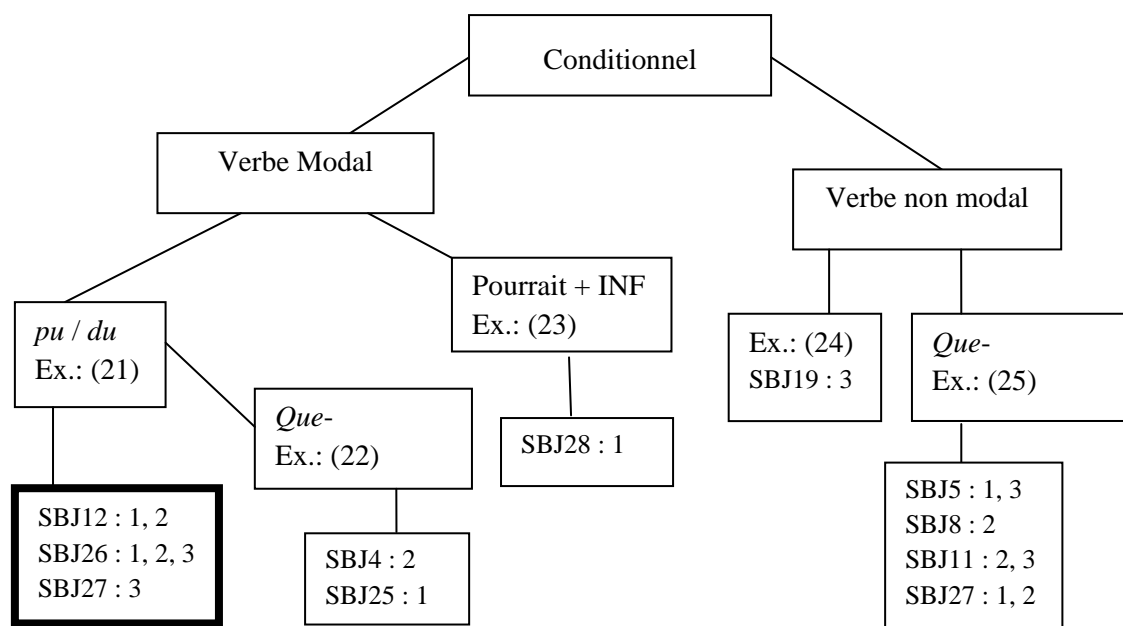 Conditionnel
Verbe Modal
Verbe non modal
pu / du
Ex.: (21)
Que-
Ex.: (22)
Pourrait + INF
Ex.: (23)
Ex.: (24)
SBJ19 : 3
Que-
Ex.: (25)
SBJ12 : 1, 2
SBJ26 : 1, 2, 3
SBJ27 : 3
SBJ4 : 2
SBJ25 : 1
SBJ28 : 1
SBJ5 : 1, 3
SBJ8 : 2
SBJ11 : 2, 3
SBJ27 : 1, 2